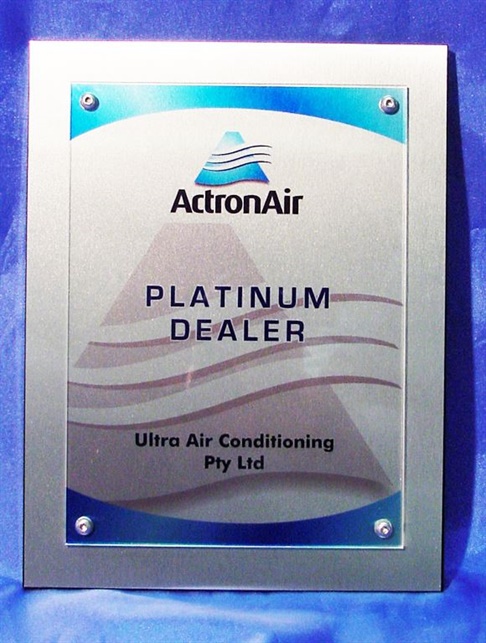 ActronAir
PLATINUM
DEALER
Ultra Air Conditioning
Pty Ltd